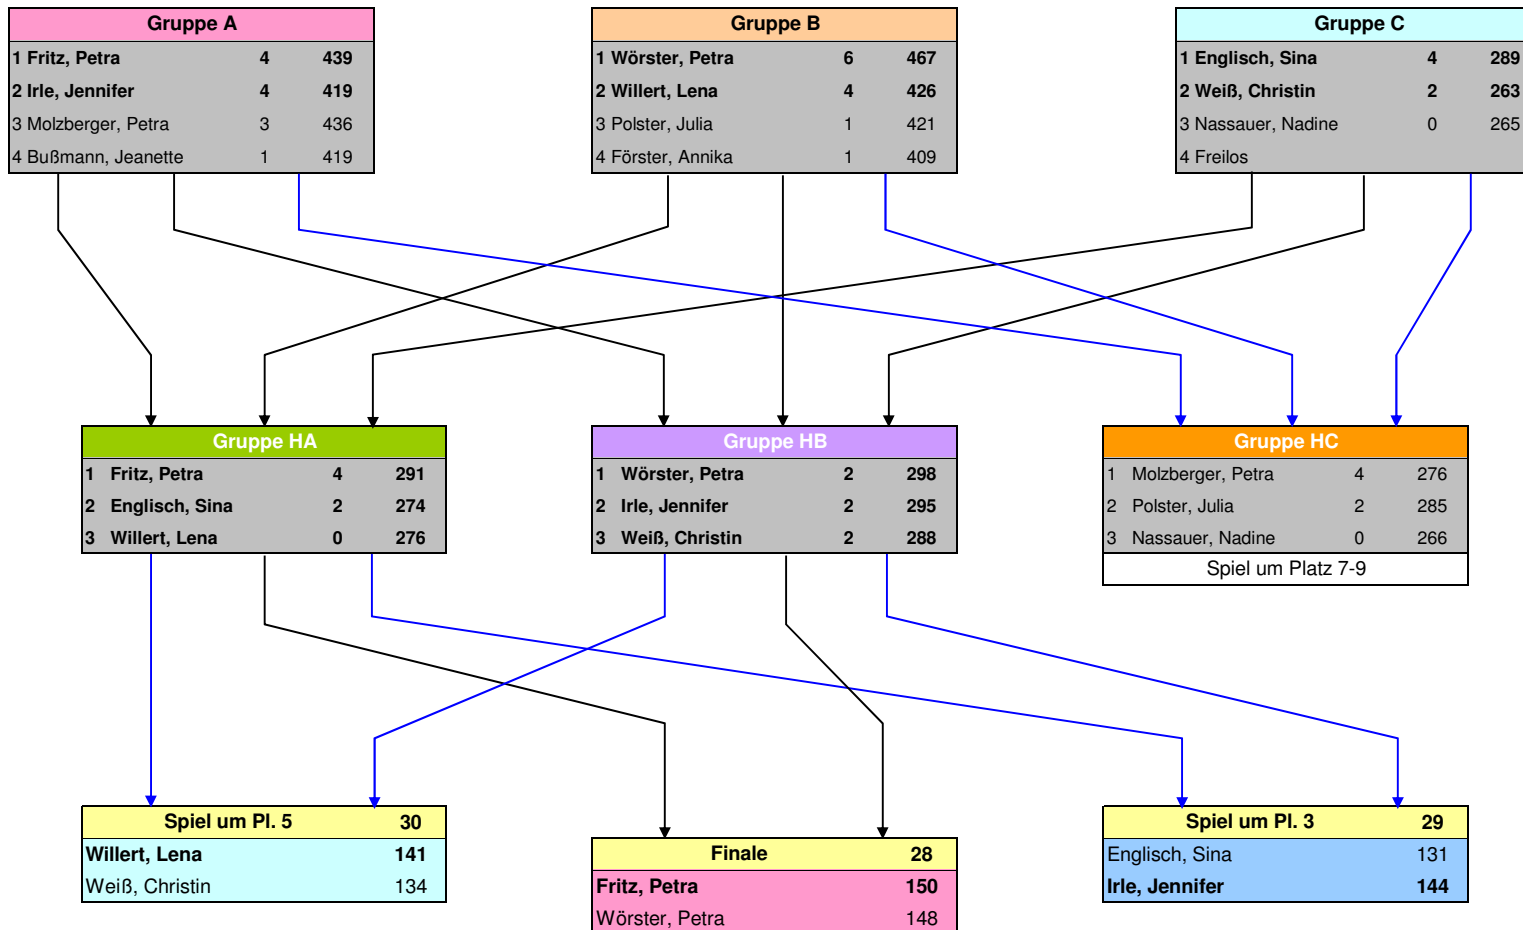 Gruppe A
1 Fritz, Petra 4 439
2 Irle, Jennifer 4 419
3 Molzberger, Petra 3 436
4 Bußmann, Jeanette 1 419
Gruppe B
1 Wörster, Petra 6 467
2 Willert, Lena 4 426
3 Polster, Julia 1 421
4 Förster, Annika 1 409
Gruppe C
1 Englisch, Sina 4 289
2 Weiß, Christin 2 263
3 Nassauer, Nadine 0 265
4 Freilos
Gruppe HA
1 Fritz, Petra 4 291
2 Englisch, Sina 2 274
3 Willert, Lena 0 276
Gruppe HB
1 Wörster, Petra 2 298
2 Irle, Jennifer 2 295
3 Weiß, Christin 2 288
Gruppe HC
1 Molzberger, Petra 4 276
2 Polster, Julia 2 285
3 Nassauer, Nadine 0 266
Spiel um Platz 7-9
Spiel um Pl. 5 30
Willert, Lena 141
Weiß, Christin 134
Finale 28
Fritz, Petra 150
Wörster, Petra 148
Spiel um Pl. 3 29
Englisch, Sina 131
Irle, Jennifer 144